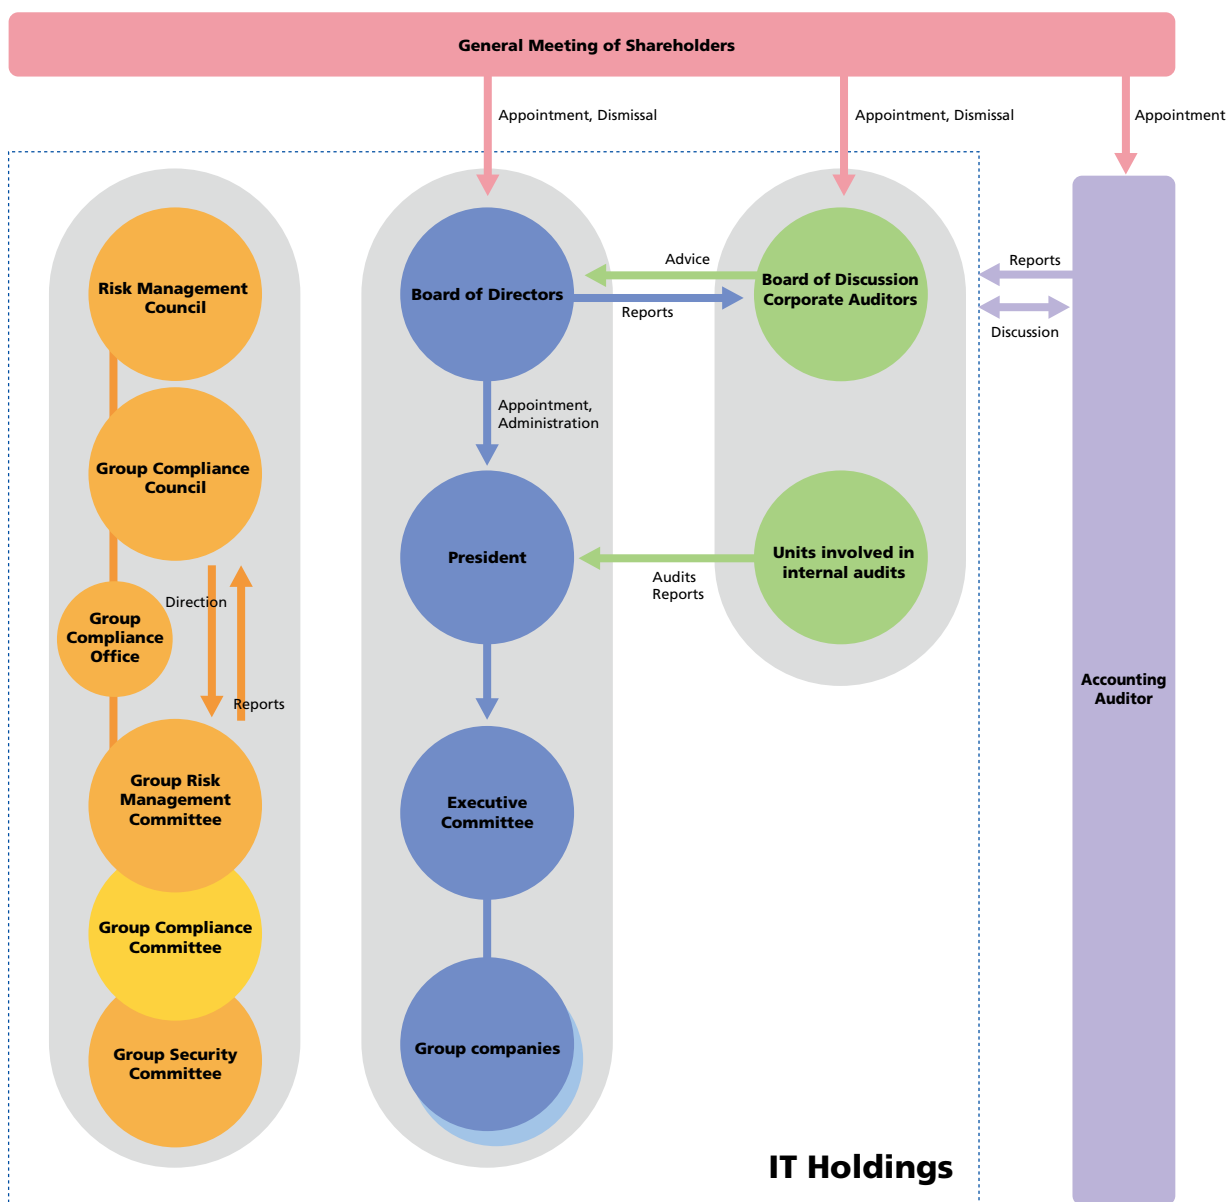 General Meeting of Shareholders
Appointment, Dismissal
Appointment, Dismissal
Appointment
Risk Management
Council
Board of Directors
Advice
Reports
Board of Discussion
Corporate Auditors
Reports
Discussion
Appointment,
Administration
Group Compliance
Council
President
Audits
Reports
Units involved in
internal audits
Direction
Group
Compliance
Office
Reports
Accounting
Auditor
Group Risk
Management
Committee
Executive
Committee
Group Compliance
Committee
Group Security
Committee
Group companies
IT Holdings